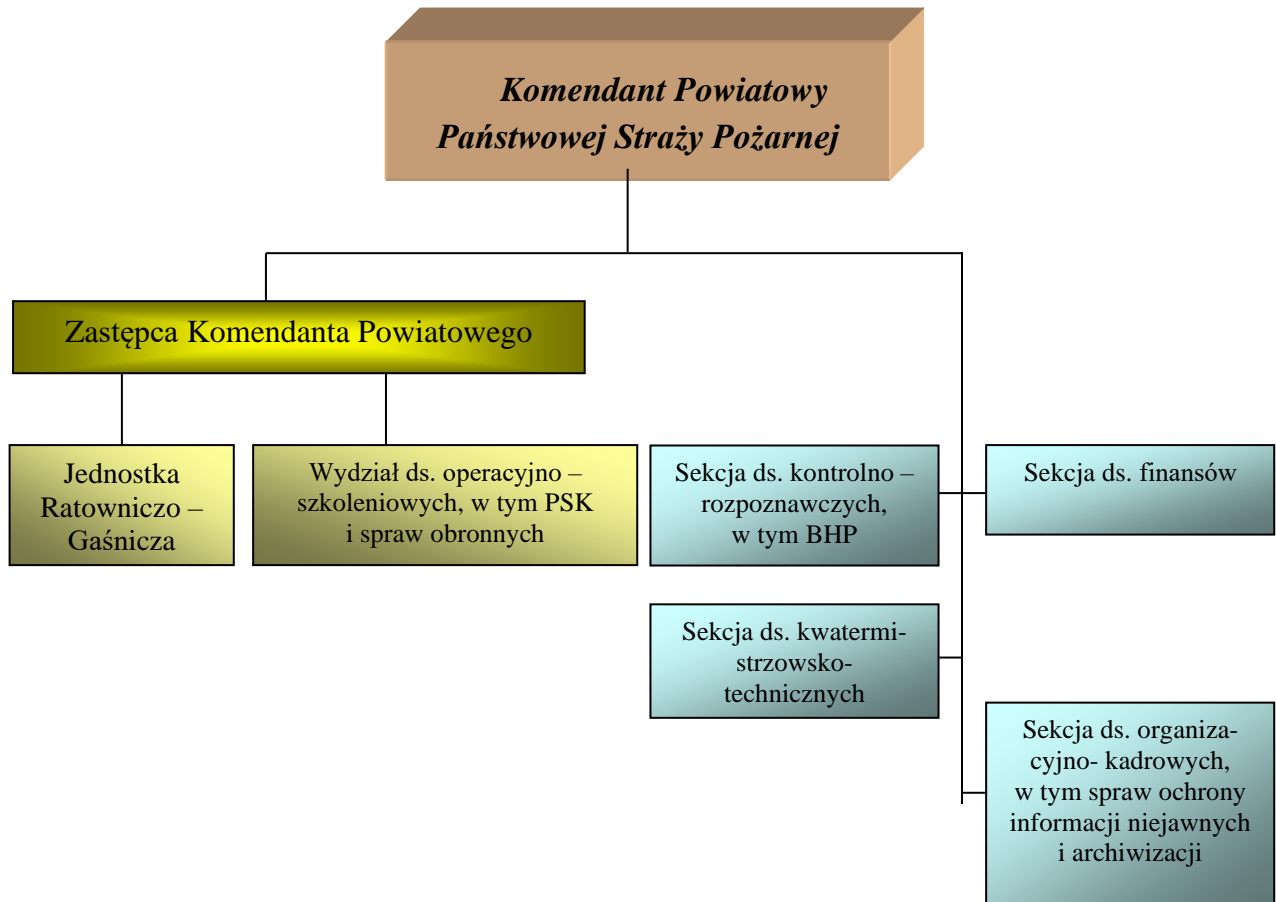 Komendant Powiatowy
Państwowej Straży Pożarnej
Zastępca Komendanta Powiatowego
Jednostka
Ratowniczo –
Gaśnicza
Wydział ds. operacyjno –
szkoleniowych, w tym PSK
i spraw obronnych
Sekcja ds. kontrolno –
rozpoznawczych,
w tym BHP
Sekcja ds. finansów
Sekcja ds. kwatermi-
strzowsko-
technicznych
Sekcja ds. organiza-
cyjno- kadrowych,
w tym spraw ochrony
informacji niejawnych
i archiwizacji